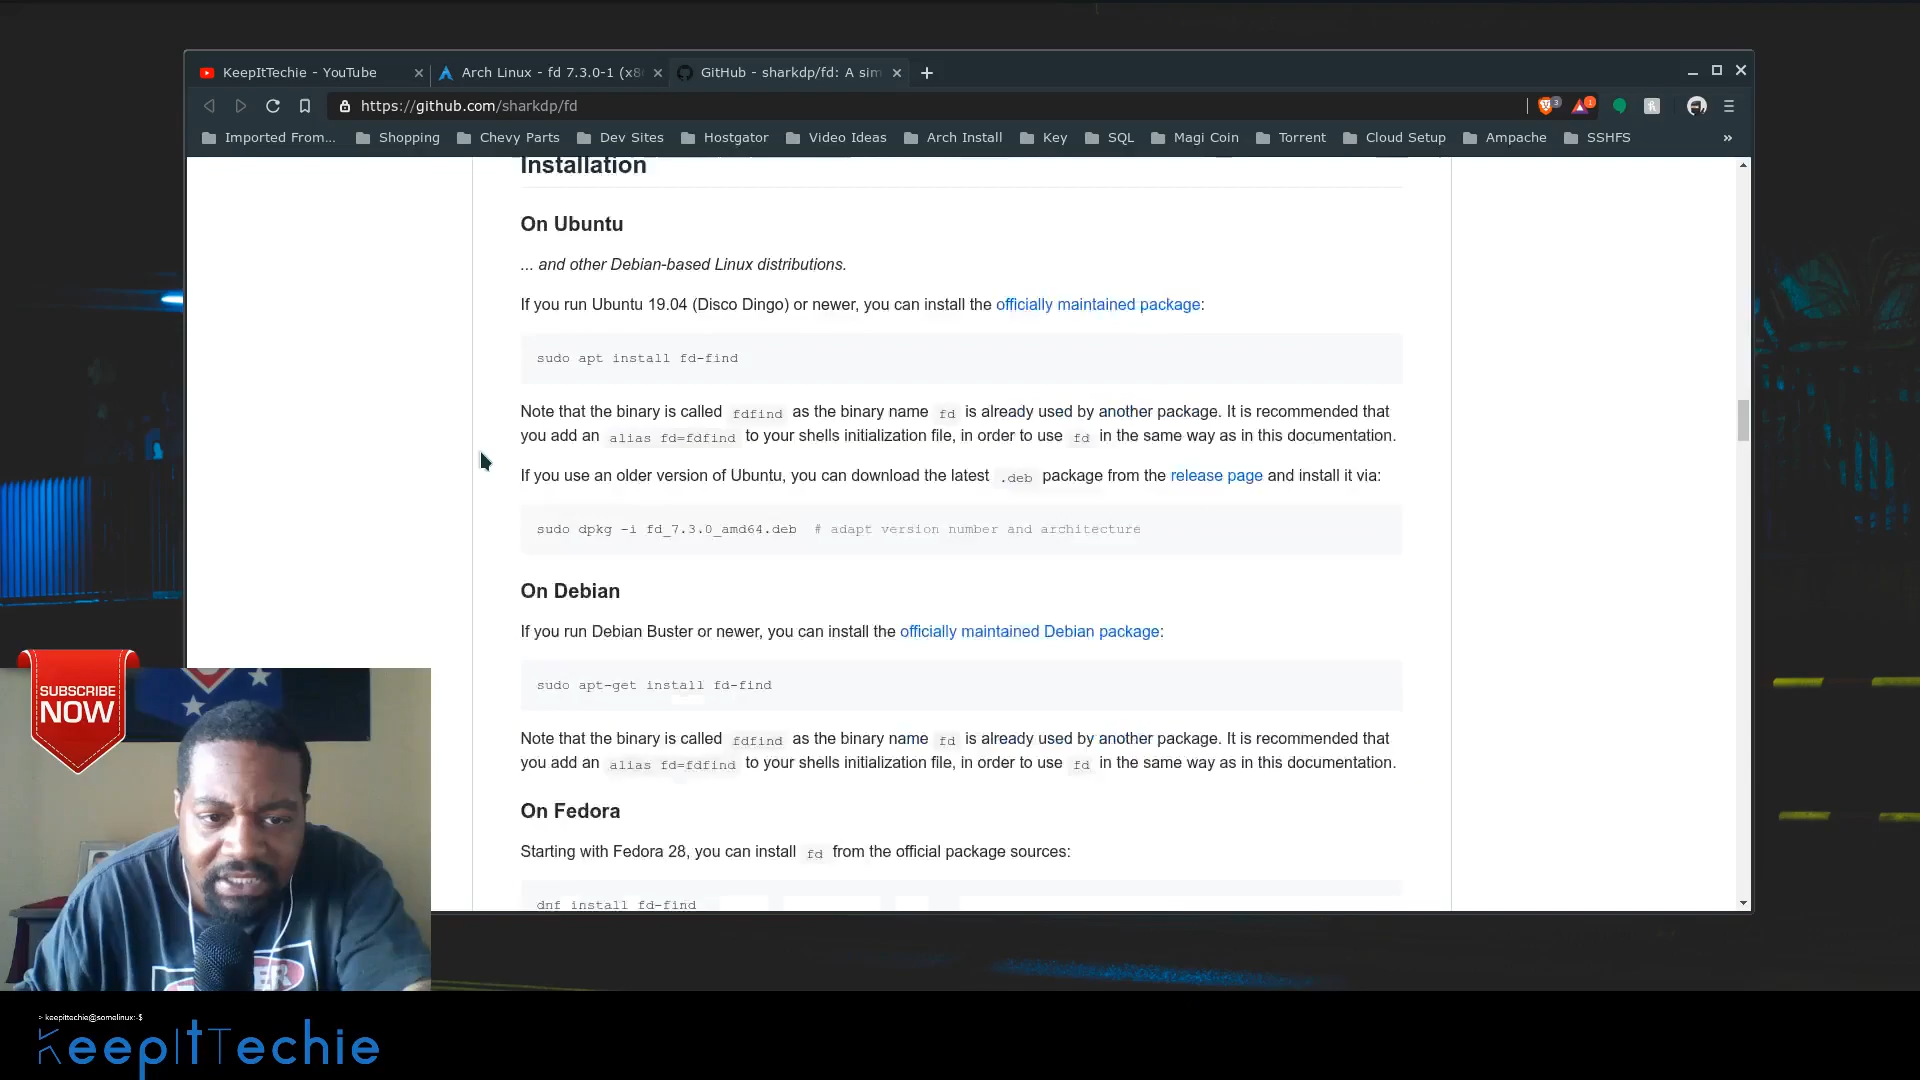 KeepItTechie - YouTube
Arch Linux - fd 7.3.0-1 (x8
GitHub - sharkdp/fd: A sim
https://github.com/sharkdp/fd
3
1
Imported From...
Shopping
Chevy Parts
Dev Sites
Hostgator
Video Ideas
Arch Install
Key
SQL
Magi Coin
Torrent
Cloud Setup
Ampache
SSHFS
»
Installation
On Ubuntu
... and other Debian-based Linux distributions.
If you run Ubuntu 19.04 (Disco Dingo) or newer, you can install the officially maintained package:
sudo apt install fd-find
Note that the binary is called fdfind as the binary name fd is already used by another package. It is recommended that
you add an alias fd=fdfind to your shells initialization file, in order to use fd in the same way as in this documentation.
If you use an older version of Ubuntu, you can download the latest .deb package from the release page and install it via:
sudo dpkg -i fd_7.3.0_amd64.deb # adapt version number and architecture
On Debian
If you run Debian Buster or newer, you can install the officially maintained Debian package:
sudo apt-get install fd-find
Note that the binary is called fdfind as the binary name fd is already used by another package. It is recommended that
you add an alias fd=fdfind to your shells initialization file, in order to use fd in the same way as in this documentation.
On Fedora
Starting with Fedora 28, you can install fd from the official package sources:
dnf install fd-find
SUBSCRIBE
NOW
> keepittechie@somelinux:-$
KeepItTechie